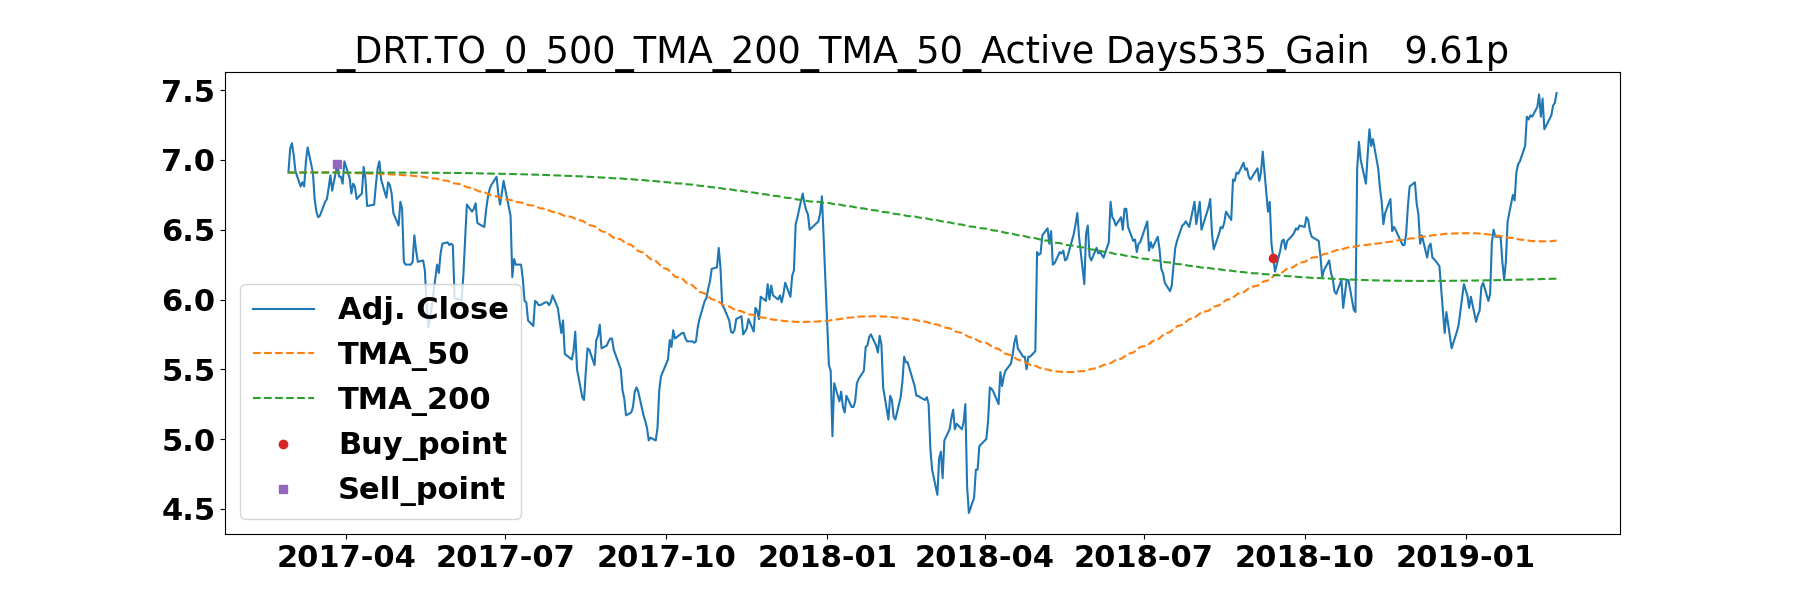 _DRT.TO_0_500_TMA_200_TMA_50_Active Days535_Gain   9.61p
7.5
7.0
6.5
6.0
5.5
5.0
4.5
Adj. Close
TMA_50
TMA_200
Buy_point
Sell_point
2017-04 2017-07 2017-10 2018-01 2018-04 2018-07 2018-10 2019-01